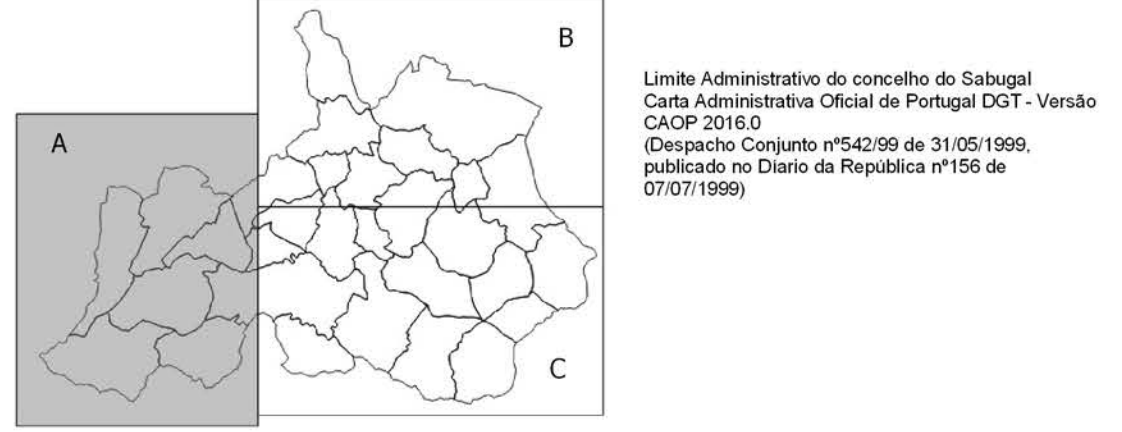 B
A
C
Limite Administrativo do concelho do Sabugal
Carta Administrativa Oficial de Portugal DGT - Versão
CAOP 2016.0
(Despacho Conjunto nº542/99 de 31/05/1999,
publicado no Díario da República nº156 de
07/07/1999)